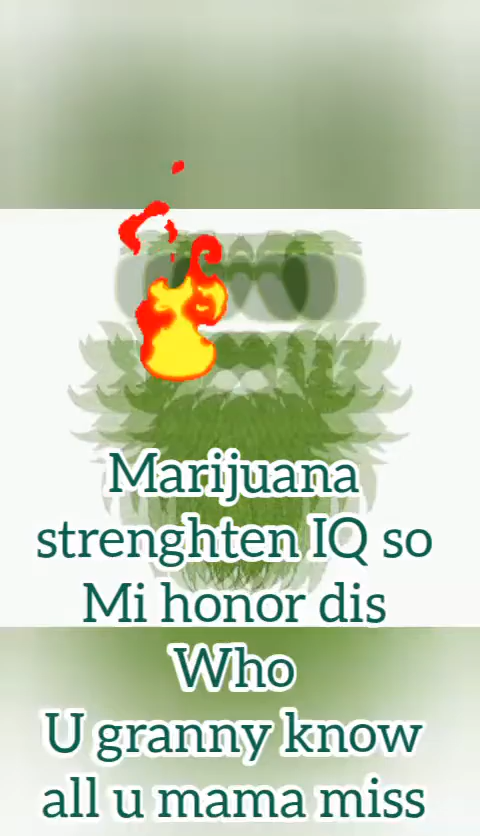 Marijuana
strenghten IQ so
Mi honor dis
Who
U granny know
all u mama miss